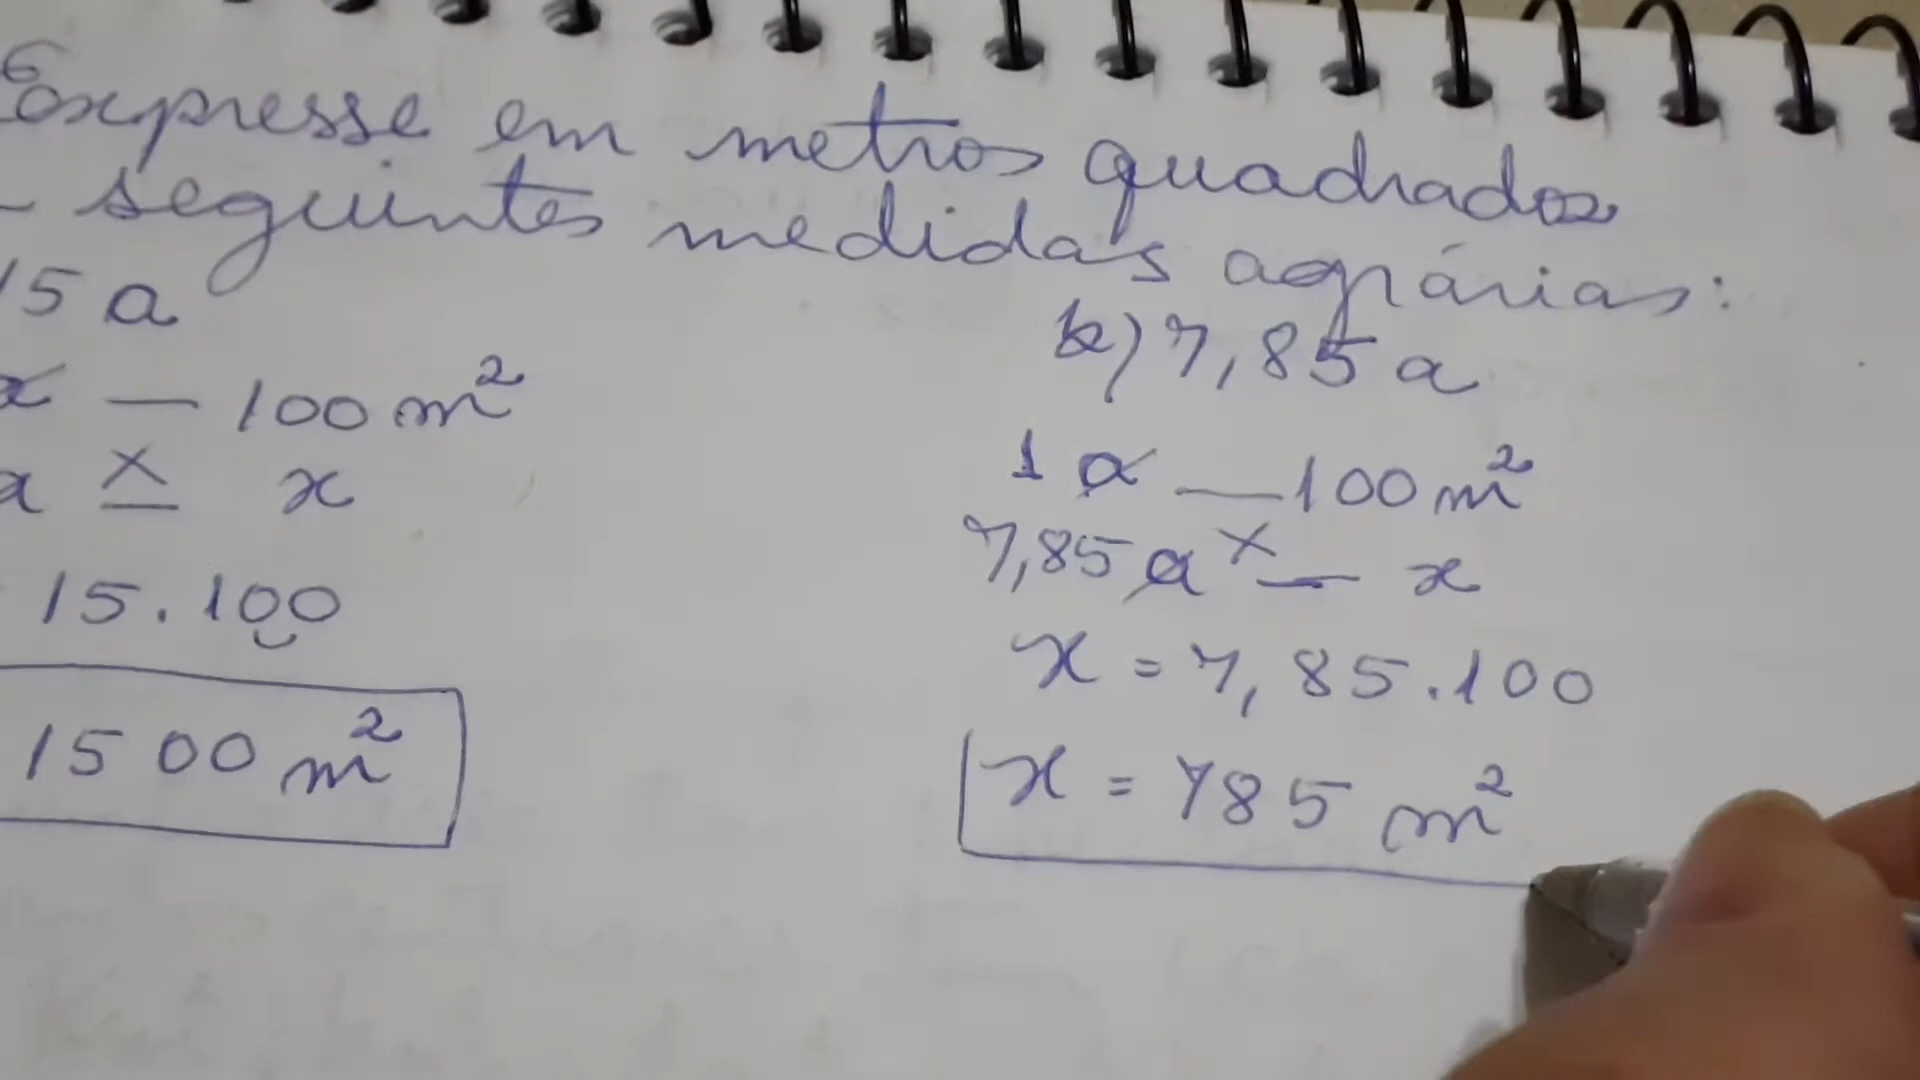 Expresse em metros quadrados
seguintes medidas agrárias:
15 a
b) 7,85 a
— 100 m²
x
x
15.100
1500 m²
1 a — 100 m²
7,85 a x — x
x = 7,85.100
x = 785 m²